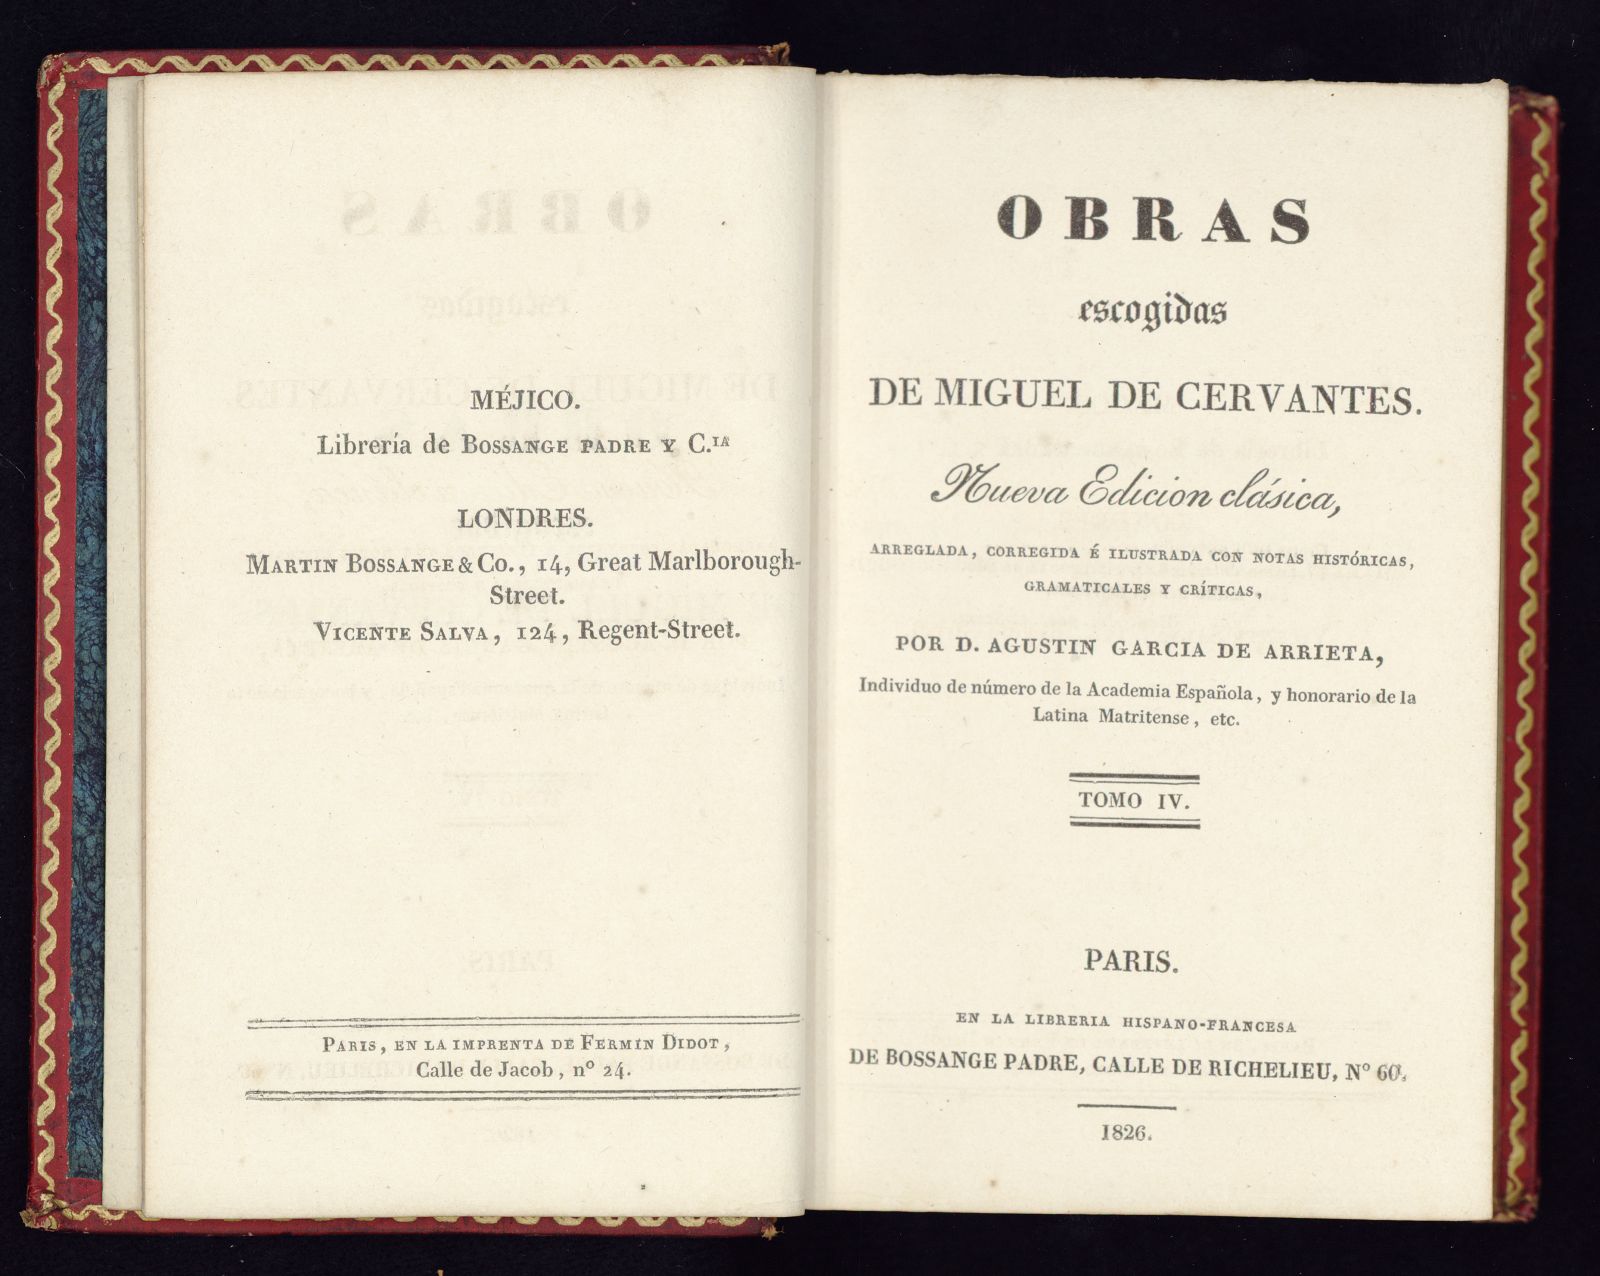 MÉJICO.
Librería de BOSSANGE PADRE Y C.IA
LONDRES.
MARTIN BOSSANGE & CO., 14, Great Marlborough-
Street.
VICENTE SALVA, 124, Regent-Street.
PARIS, EN LA IMPRENTA DE FERMIN DIDOT,
Calle de Jacob, nº 24.
OBRAS
escogidas
DE MIGUEL DE CERVANTES.
Nueva Edicion clásica,
ARREGLADA, CORREGIDA É ILUSTRADA CON NOTAS HISTÓRICAS,
GRAMATICALES Y CRÍTICAS,
POR D. AGUSTIN GARCIA DE ARRIETA,
Individuo de número de la Academia Española, y honorario de la
Latina Matritense, etc.
TOMO IV.
PARIS.
EN LA LIBRERIA HISPANO-FRANCESA
DE BOSSANGE PADRE, CALLE DE RICHELIEU, Nº 60.
1826.